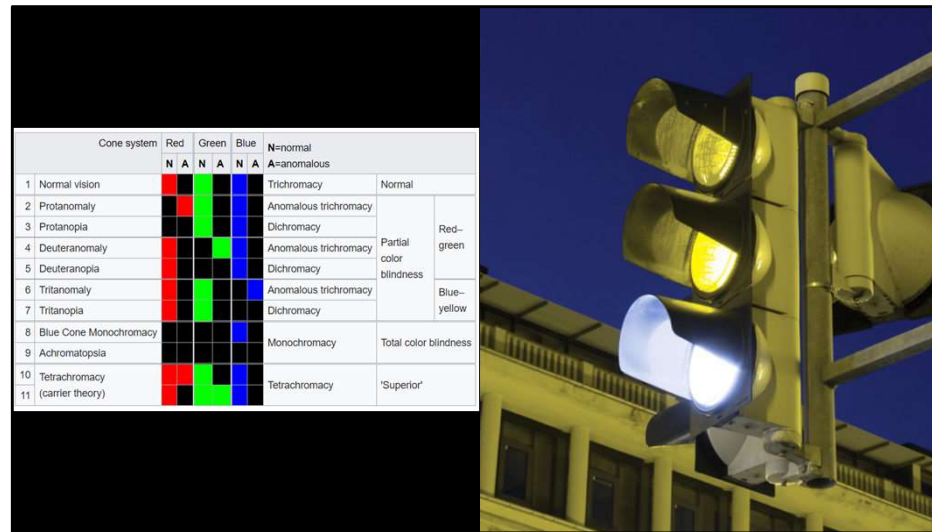 Cone system Red Green Blue N=normal
N A N A N A A=anomalous
1 Normal vision Trichromacy Normal
2 Protanomaly Anomalous trichromacy
3 Protanopia Dichromacy
4 Deuteranomaly Anomalous trichromacy
5 Deuteranopia Dichromacy
Partial
color
blindness
Red–
green
6 Tritanomaly Anomalous trichromacy
7 Tritanopia Dichromacy
Blue–
yellow
8 Blue Cone Monochromacy
9 Achromatopsia
Monochromacy Total color blindness
10 Tetrachromacy
11 (carrier theory)
Tetrachromacy 'Superior'